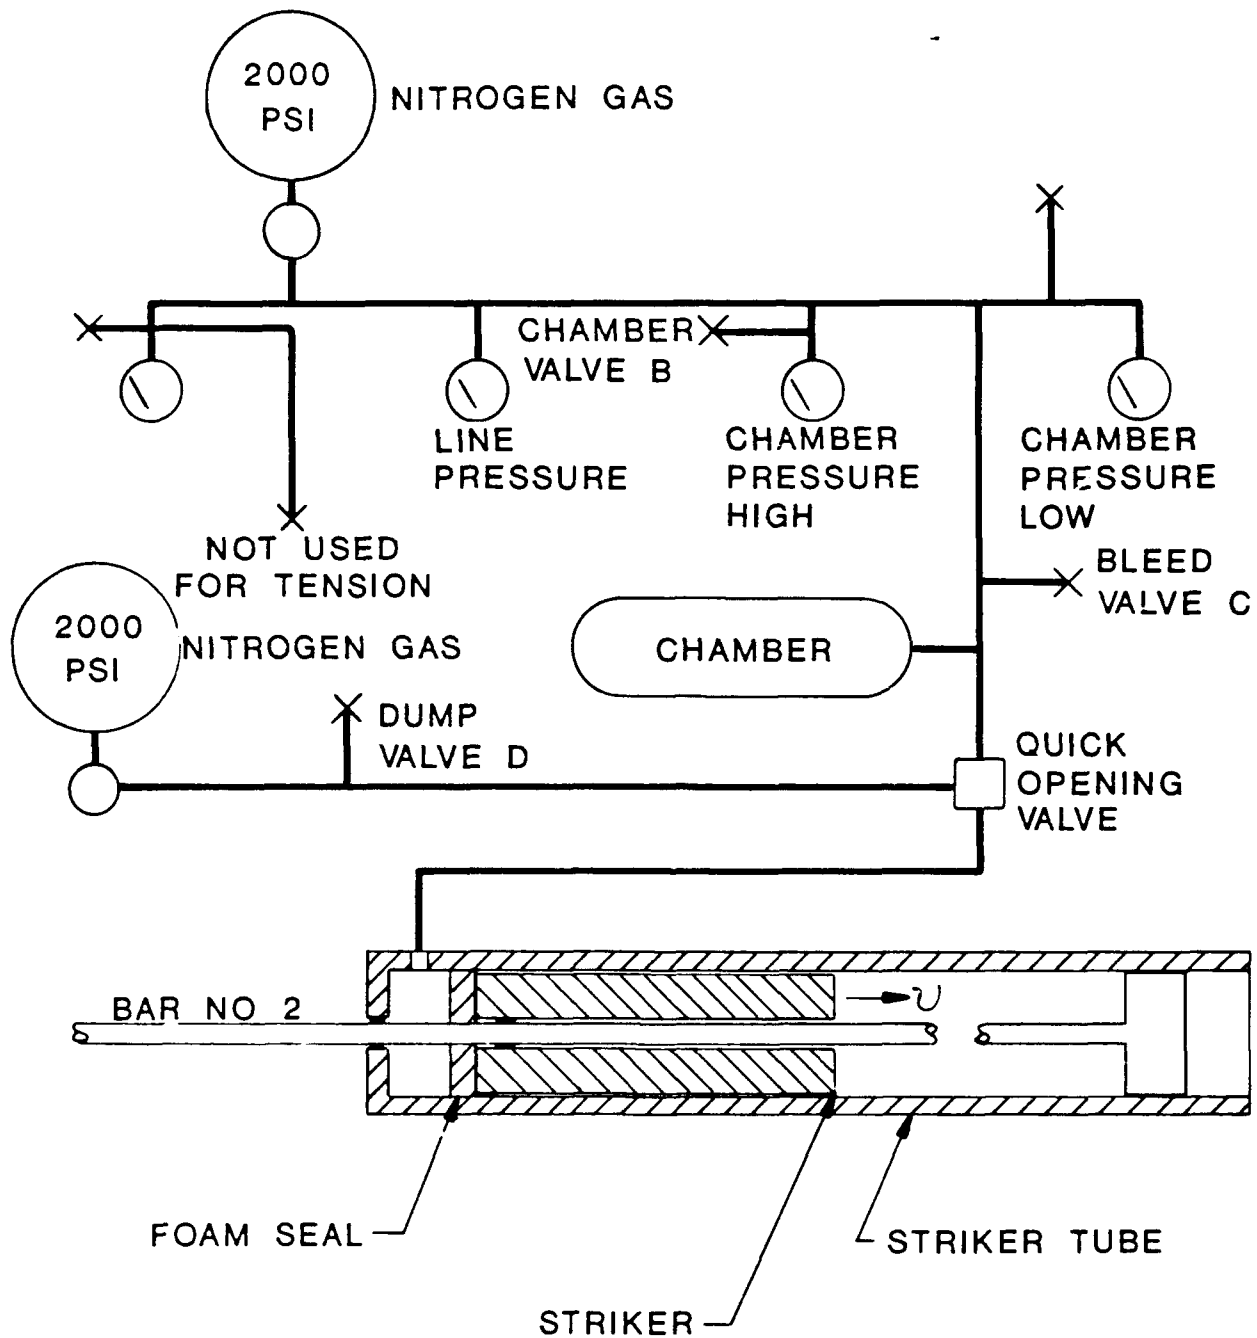 2000
PSI
NITROGEN GAS
CHAMBER
VALVE B
LINE
PRESSURE
CHAMBER
PRESSURE
HIGH
CHAMBER
PRESSURE
LOW
NOT USED
FOR TENSION
BLEED
VALVE C
2000
PSI
NITROGEN GAS
CHAMBER
DUMP
VALVE D
QUICK
OPENING
VALVE
BAR NO 2
υ
FOAM SEAL
STRIKER TUBE
STRIKER